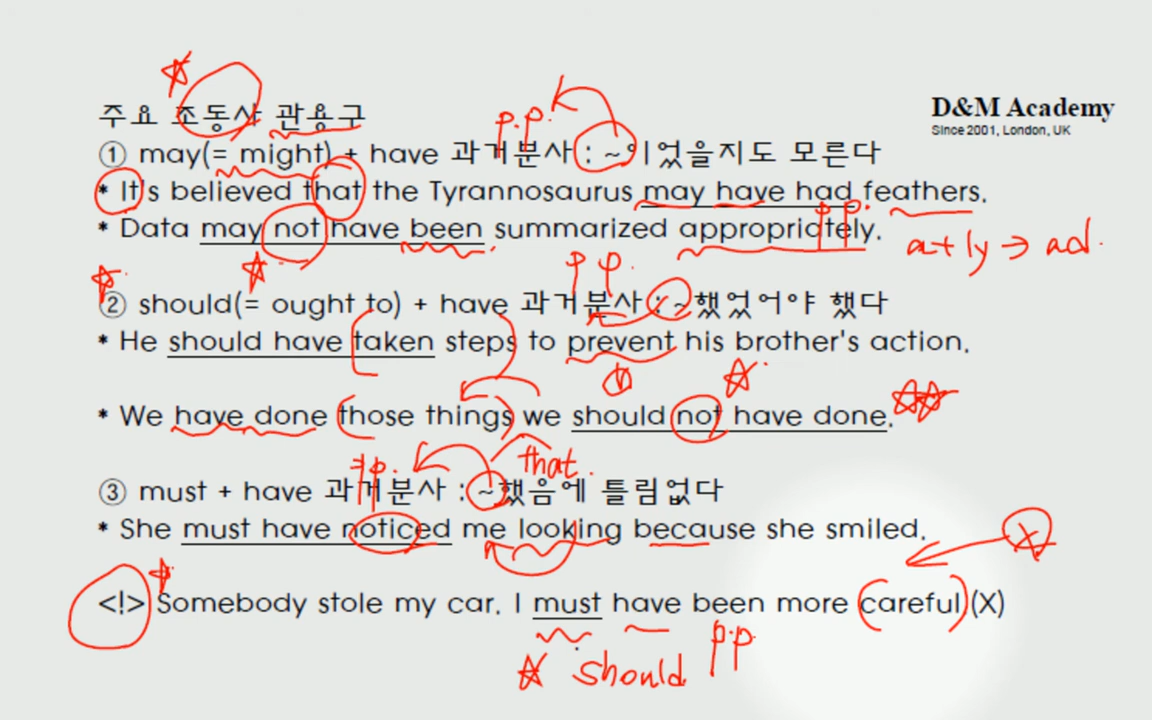 D&M Academy
Since 2001, London, UK
주요 조동사 관용구
p.p.
① may(= might) + have 과거분사 : ~이었을지도 모른다
* It's believed that the Tyrannosaurus may have had feathers.
p.p.
* Data may not have been summarized appropriately.
a + ly → ad.
p p.
② should(= ought to) + have 과거분사 : ~했었어야 했다
* He should have taken steps to prevent his brother's action.
* We have done those things we should not have done.
that.
p.
③ must + have 과거분사 : ~했음에 틀림없다
* She must have noticed me looking because she smiled.
X
<!> Somebody stole my car. I must have been more careful (X)
should
p.p.